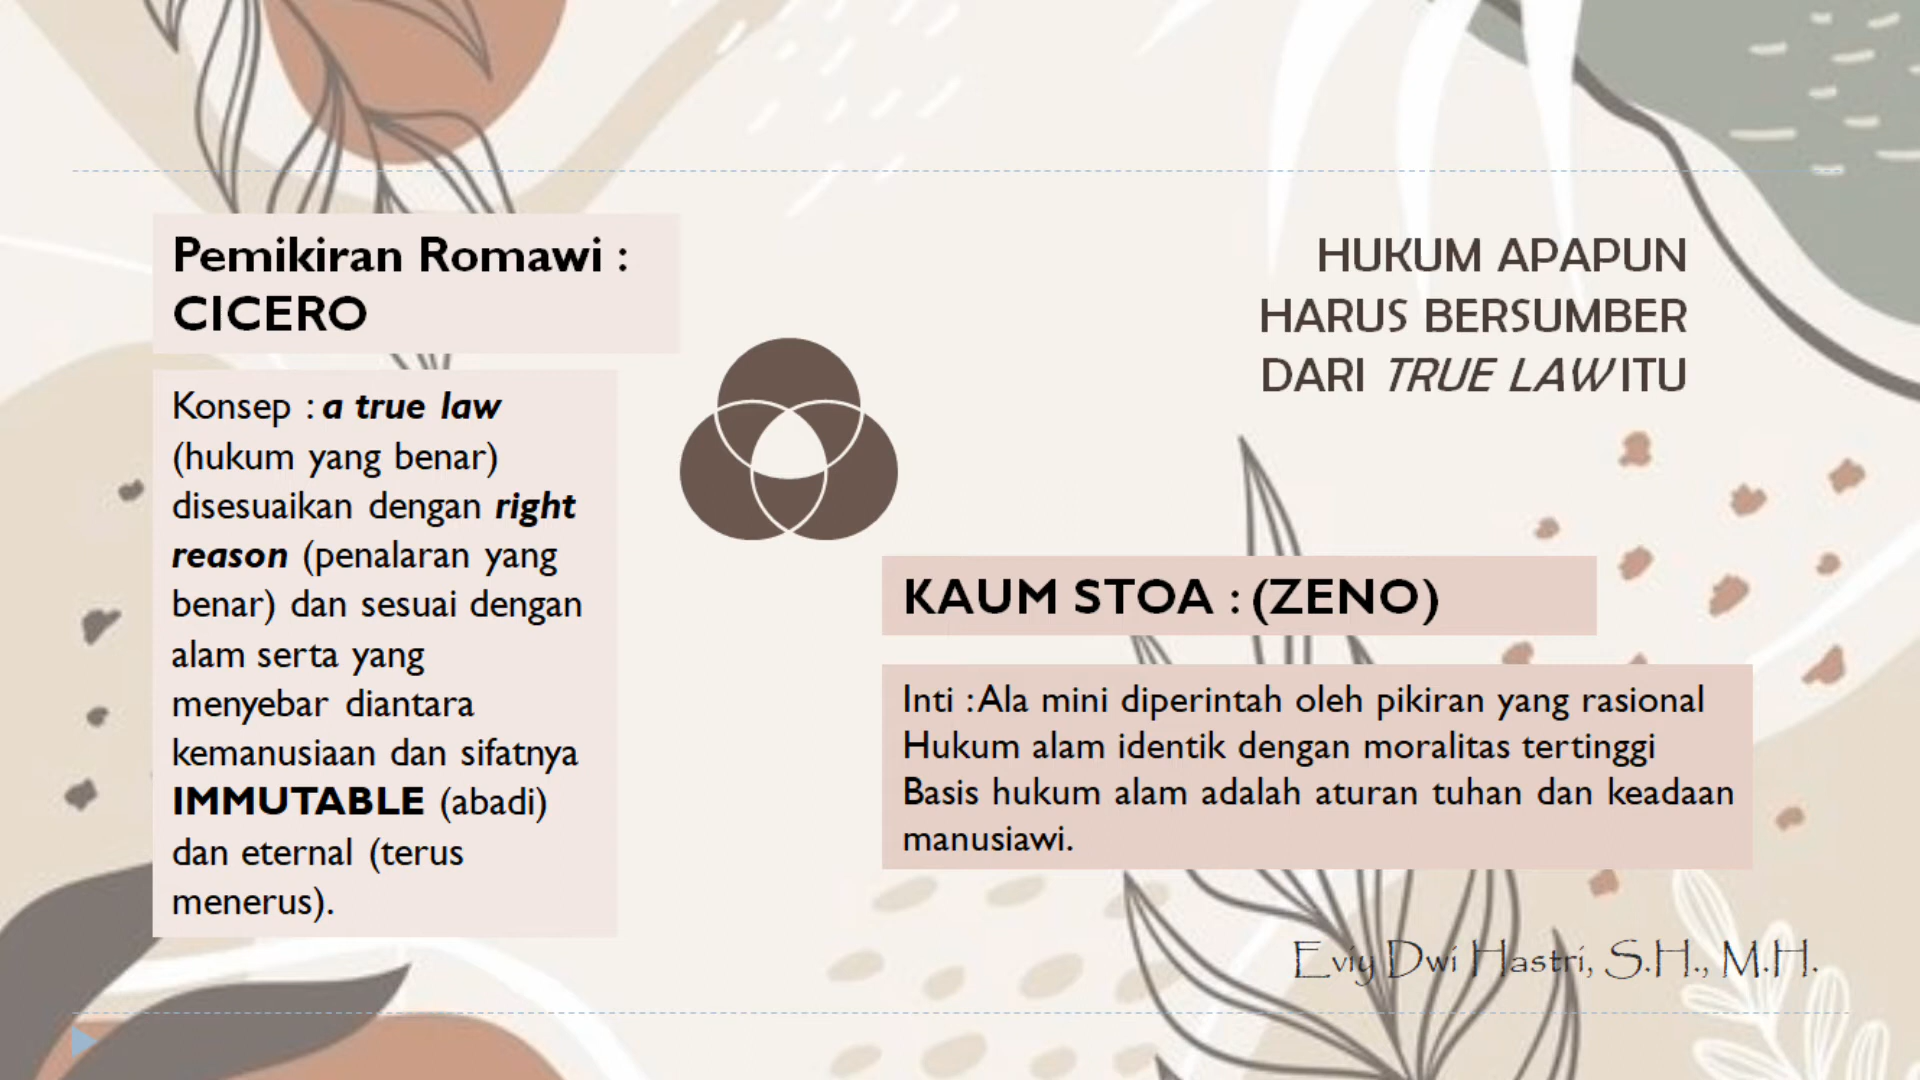 Pemikiran Romawi :
CICERO
Konsep : a true law
(hukum yang benar)
disesuaikan dengan right
reason (penalaran yang
benar) dan sesuai dengan
alam serta yang
menyebar diantara
kemanusiaan dan sifatnya
IMMUTABLE (abadi)
dan eternal (terus
menerus).
HUKUM APAPUN
HARUS BERSUMBER
DARI TRUE LAW ITU
KAUM STOA : (ZENO)
Inti : Ala mini diperintah oleh pikiran yang rasional
Hukum alam identik dengan moralitas tertinggi
Basis hukum alam adalah aturan tuhan dan keadaan
manusiawi.
Eviy Dwi Hastri, S.H., M.H.